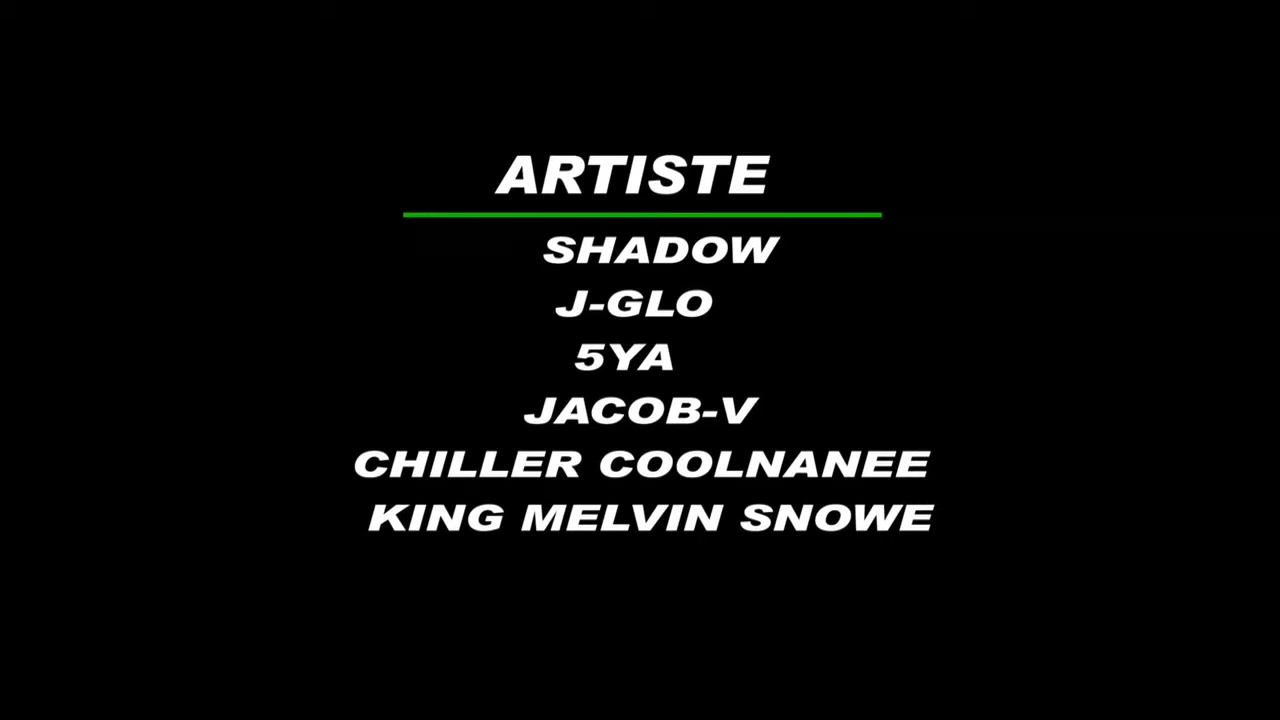 ARTISTE
SHADOW
J-GLO
5YA
JACOB-V
CHILLER COOLNANEE
KING MELVIN SNOWE